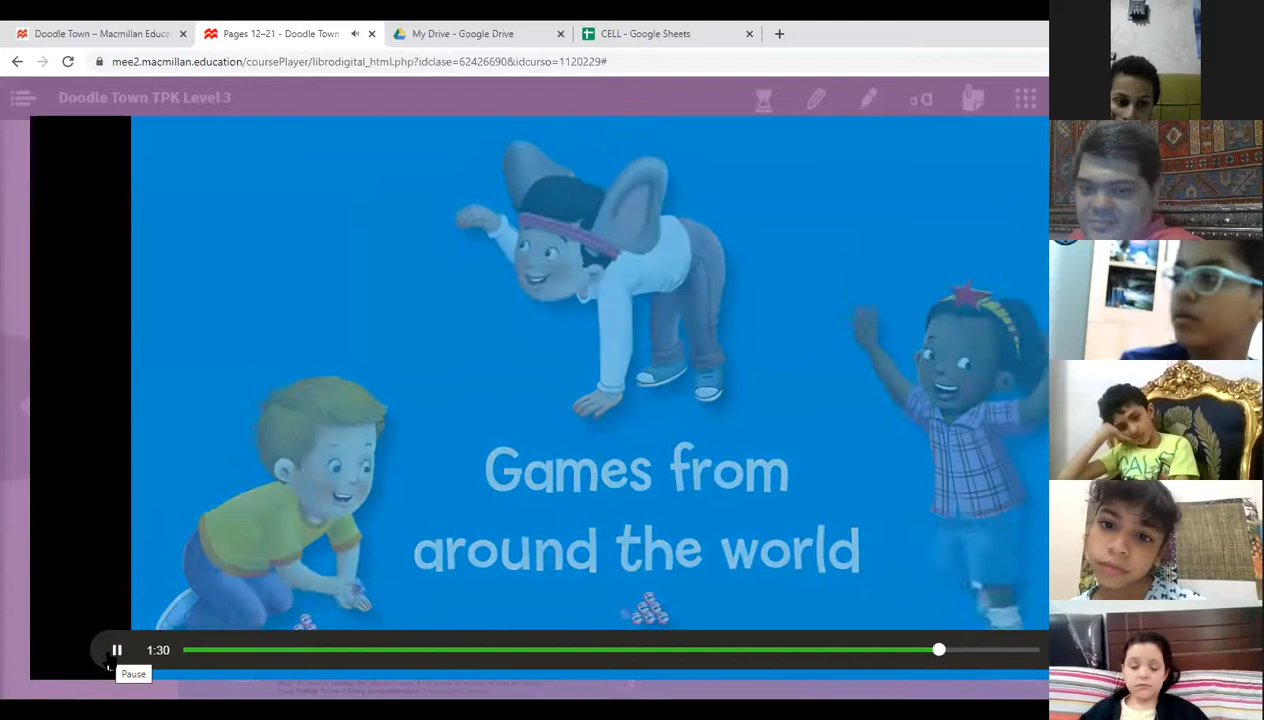 Doodle Town – Macmillan Educa
Pages 12–21 - Doodle Town
My Drive - Google Drive
CELL - Google Sheets
mee2.macmillan.education/coursePlayer/librodigital_html.php?idclase=62426690&idcurso=1120229#
Doodle Town TPK Level 3
aa
Games from
around the world
1:30
Pause